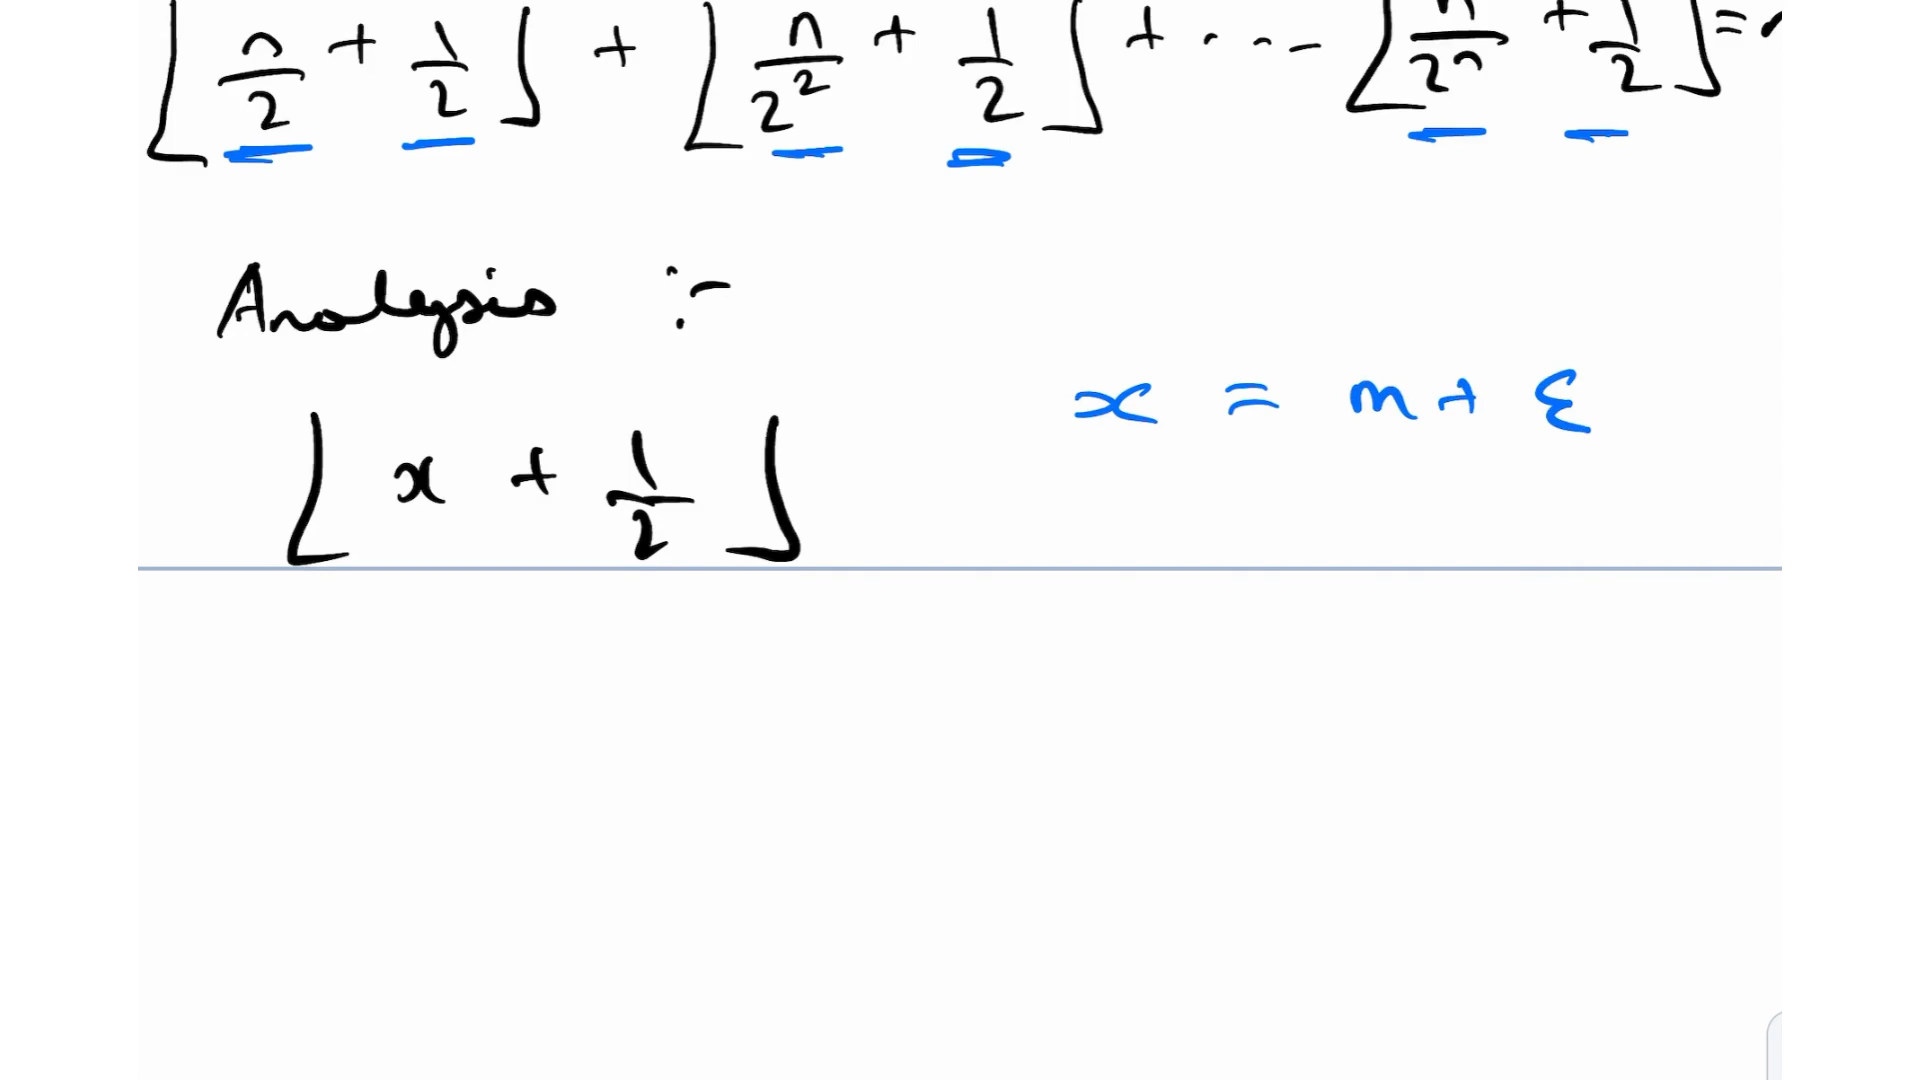 ⌊n/2 + 1/2⌋ + ⌊n/2² + 1/2⌋ + ... ⌊n/2ⁿ + 1/2⌋ =
Analysis :-
x = m + ε
⌊x + 1/2⌋